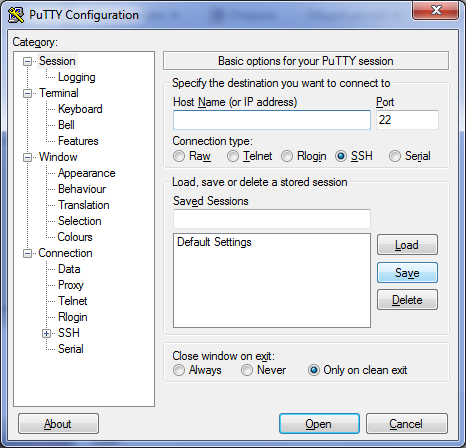 PuTTY Configuration
Category:
Session
Logging
Terminal
Keyboard
Bell
Features
Window
Appearance
Behaviour
Translation
Selection
Colours
Connection
Data
Proxy
Telnet
Rlogin
SSH
Serial
Basic options for your PuTTY session
Specify the destination you want to connect to
Host Name (or IP address) Port
22
Connection type:
Raw Telnet Rlogin SSH Serial
Load, save or delete a stored session
Saved Sessions
Default Settings
Load
Save
Delete
Close window on exit:
Always Never Only on clean exit
About Open Cancel